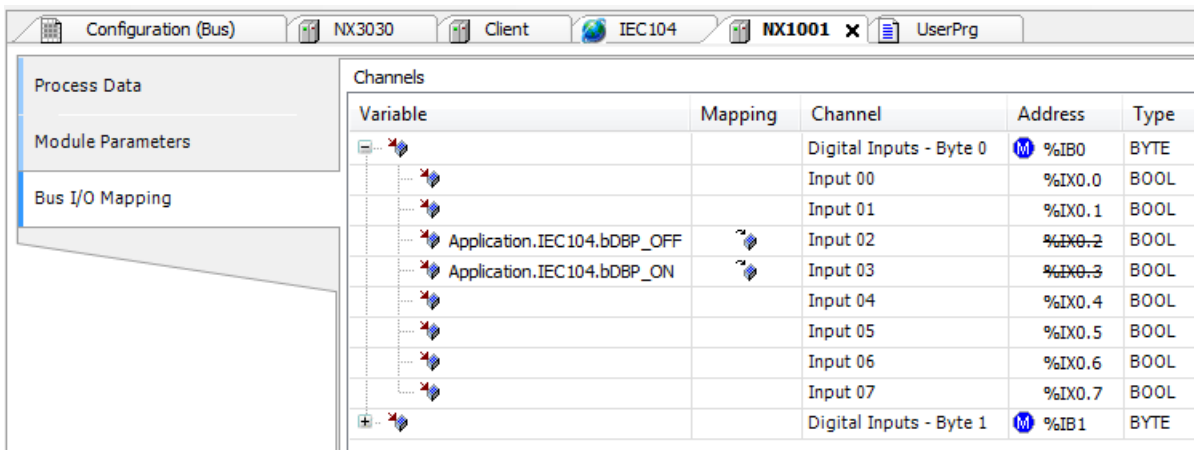 Configuration (Bus) NX3030 Client IEC104 NX1001 x UserPrg
Process Data
Module Parameters
Bus I/O Mapping
Channels
Variable Mapping Channel Address Type
Digital Inputs - Byte 0 M %IB0 BYTE
Input 00 %IX0.0 BOOL
Input 01 %IX0.1 BOOL
Application.IEC104.bDBP_OFF Input 02 %IX0.2 BOOL
Application.IEC104.bDBP_ON Input 03 %IX0.3 BOOL
Input 04 %IX0.4 BOOL
Input 05 %IX0.5 BOOL
Input 06 %IX0.6 BOOL
Input 07 %IX0.7 BOOL
Digital Inputs - Byte 1 M %IB1 BYTE